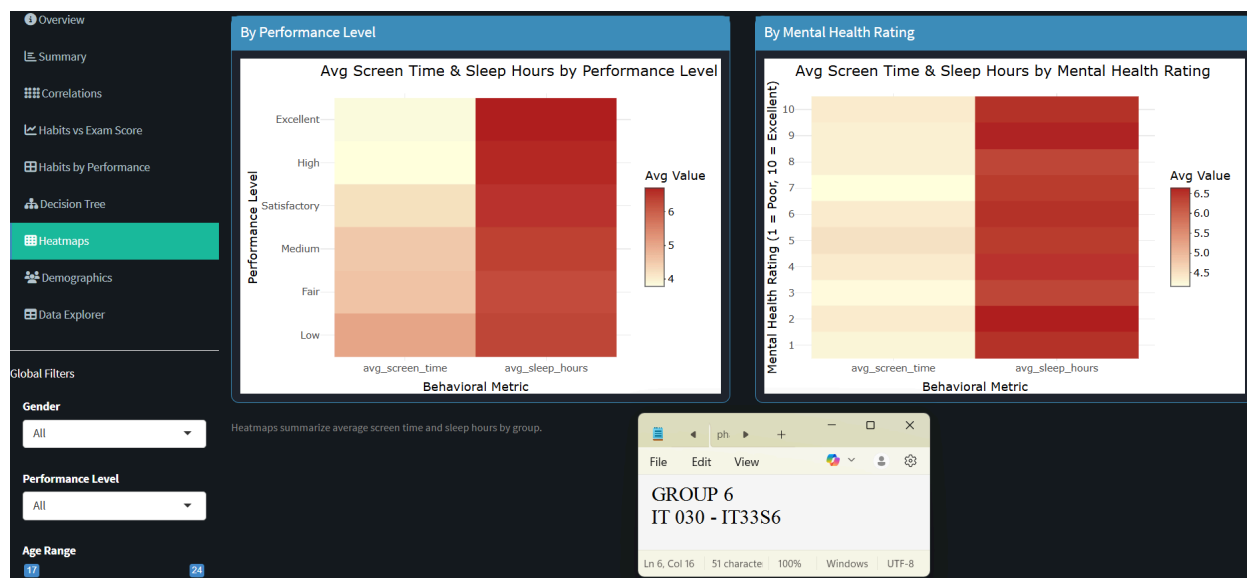 Overview
Summary
Correlations
Habits vs Exam Score
Habits by Performance
Decision Tree
Heatmaps
Demographics
Data Explorer
Global Filters
Gender
All
Performance Level
All
Age Range
17 24
By Performance Level
Avg Screen Time & Sleep Hours by Performance Level
Performance Level
Excellent
High
Satisfactory
Medium
Fair
Low
avg_screen_time avg_sleep_hours
Behavioral Metric
Avg Value
6
5
4
By Mental Health Rating
Avg Screen Time & Sleep Hours by Mental Health Rating
Mental Health Rating (1 = Poor, 10 = Excellent)
10
9
8
7
6
5
4
3
2
1
avg_screen_time avg_sleep_hours
Behavioral Metric
Avg Value
6.5
6.0
5.5
5.0
4.5
Heatmaps summarize average screen time and sleep hours by group.
ph
File Edit View
GROUP 6
IT 030 - IT33S6
Ln 6, Col 16 51 characte 100% Windows UTF-8